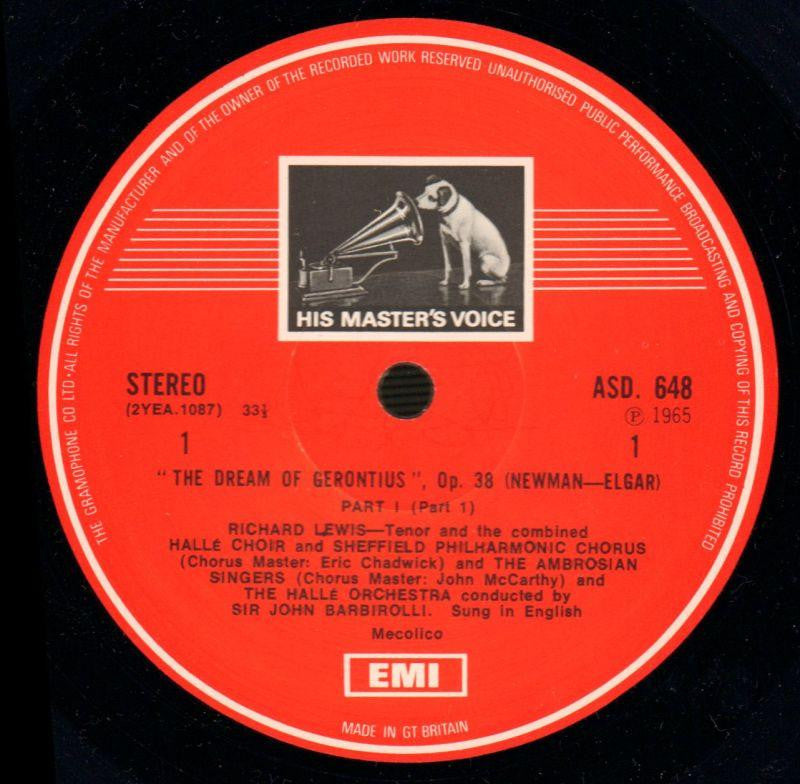 THE GRAMOPHONE CO LTD · ALL RIGHTS OF THE MANUFACTURER AND OF THE OWNER OF THE RECORDED WORK RESERVED · UNAUTHORISED PUBLIC PERFORMANCE BROADCASTING AND COPYING OF THIS RECORD PROHIBITED
HIS MASTER'S VOICE
STEREO
(2YEA.1087) 33⅓
1
ASD. 648
Ⓟ 1965
1
"THE DREAM OF GERONTIUS", Op. 38 (NEWMAN—ELGAR)
PART I (Part 1)
RICHARD LEWIS—Tenor and the combined
HALLÉ CHOIR and SHEFFIELD PHILHARMONIC CHORUS
(Chorus Master: Eric Chadwick) and THE AMBROSIAN
SINGERS (Chorus Master: John McCarthy) and
THE HALLÉ ORCHESTRA conducted by
SIR JOHN BARBIROLLI. Sung in English
Mecolico
EMI
MADE IN GT BRITAIN